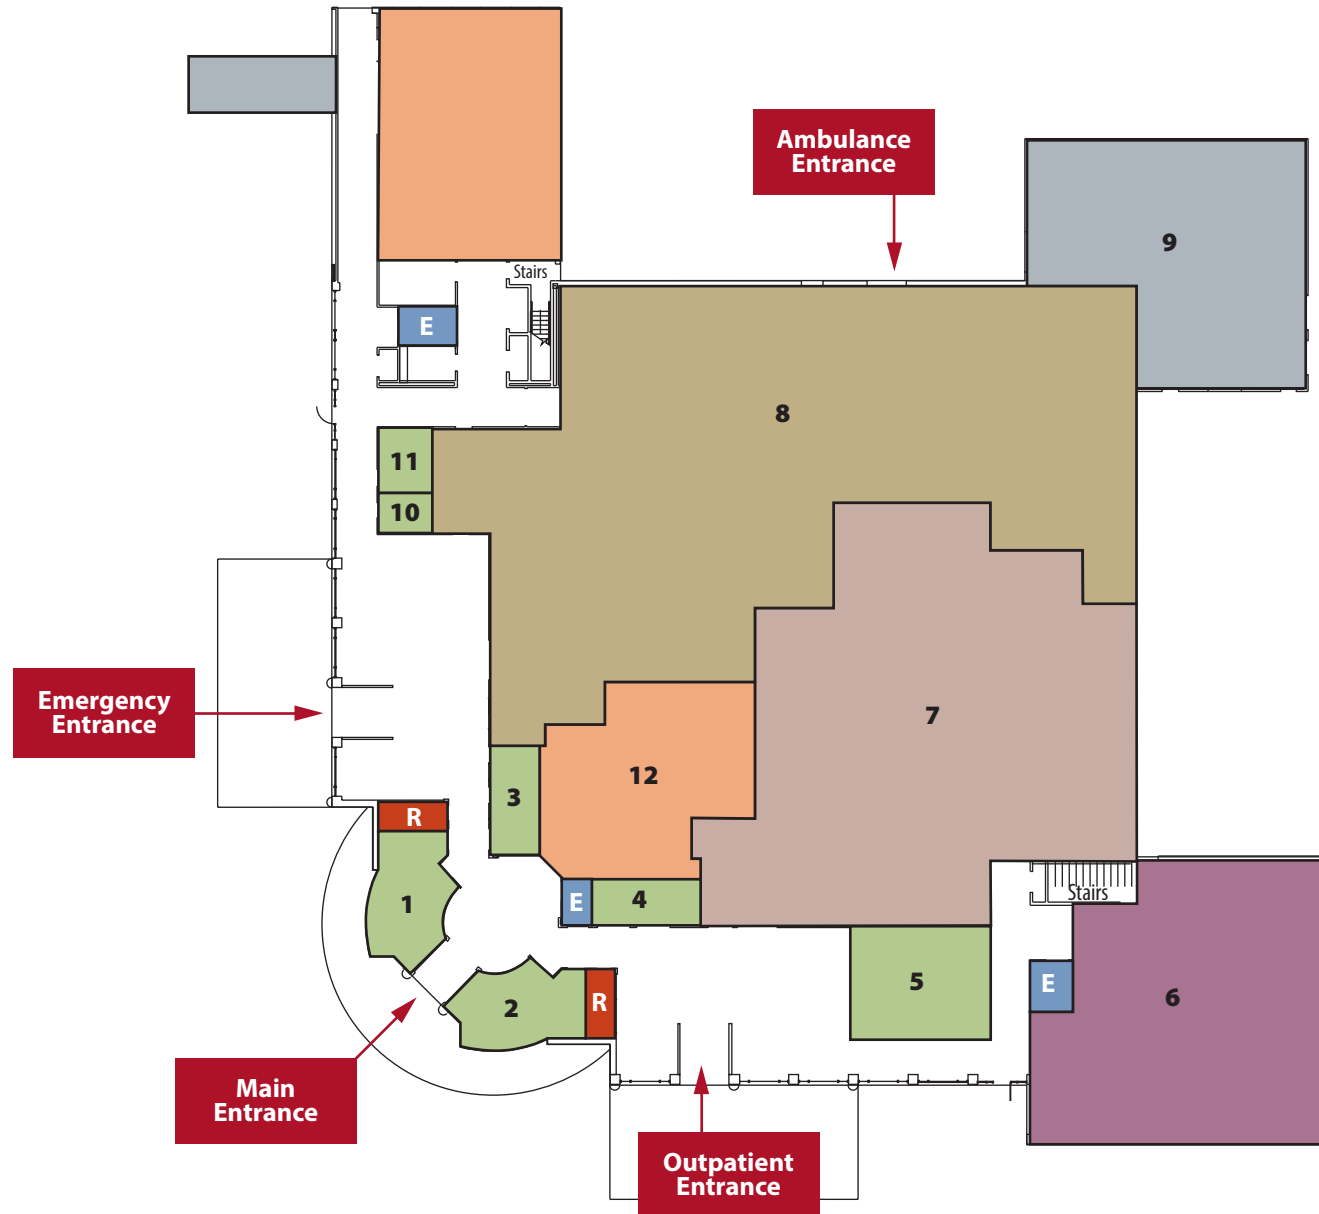 Ambulance
Entrance
9
Stairs
E
8
11
10
Emergency
Entrance
7
12
3
R
1
E
4
Stairs
5
E
6
2
R
Main
Entrance
Outpatient
Entrance